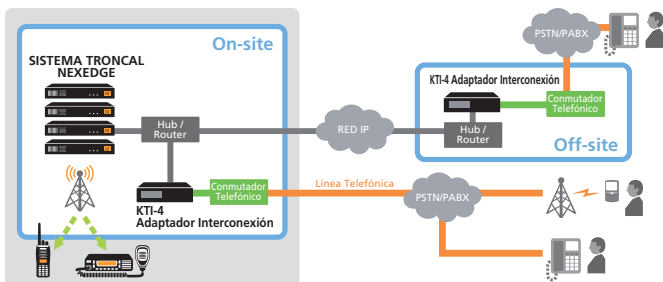 On-site
SISTEMA TRONCAL
NEXEDGE
Hub /
Router
KTI-4
Adaptador Interconexión
Conmutador
Telefónico
RED IP
Línea Telefónica
PSTN/PABX
KTI-4 Adaptador Interconexión
Hub /
Router
Conmutador
Telefónico
Off-site
PSTN/PABX